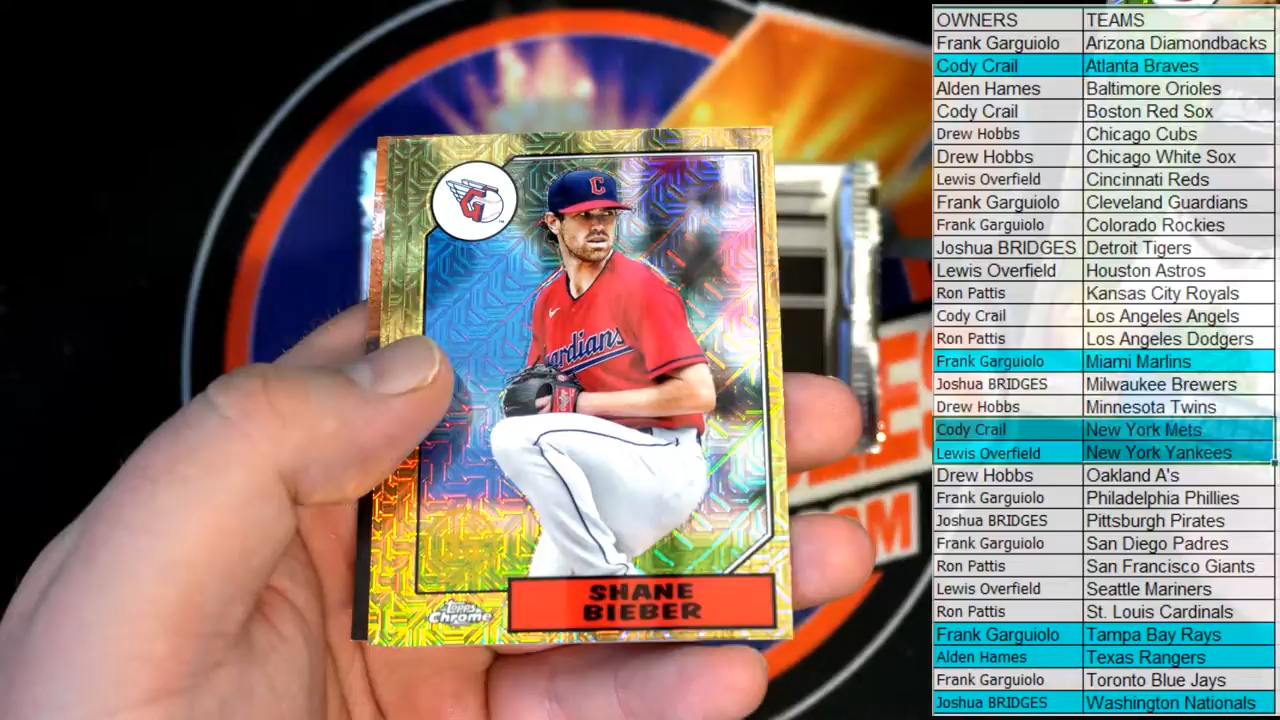 OWNERS TEAMS
Frank Garguiolo Arizona Diamondbacks
Cody Crail Atlanta Braves
Alden Hames Baltimore Orioles
Cody Crail Boston Red Sox
Drew Hobbs Chicago Cubs
Drew Hobbs Chicago White Sox
Lewis Overfield Cincinnati Reds
Frank Garguiolo Cleveland Guardians
Frank Garguiolo Colorado Rockies
Joshua BRIDGES Detroit Tigers
Lewis Overfield Houston Astros
Ron Pattis Kansas City Royals
Cody Crail Los Angeles Angels
Ron Pattis Los Angeles Dodgers
Frank Garguiolo Miami Marlins
Joshua BRIDGES Milwaukee Brewers
Drew Hobbs Minnesota Twins
Cody Crail New York Mets
Lewis Overfield New York Yankees
Drew Hobbs Oakland A's
Frank Garguiolo Philadelphia Phillies
Joshua BRIDGES Pittsburgh Pirates
Frank Garguiolo San Diego Padres
Ron Pattis San Francisco Giants
Lewis Overfield Seattle Mariners
Ron Pattis St. Louis Cardinals
Frank Garguiolo Tampa Bay Rays
Alden Hames Texas Rangers
Frank Garguiolo Toronto Blue Jays
Joshua BRIDGES Washington Nationals
C
ardians
Topps
Chrome
SHANE
BIEBER
OM